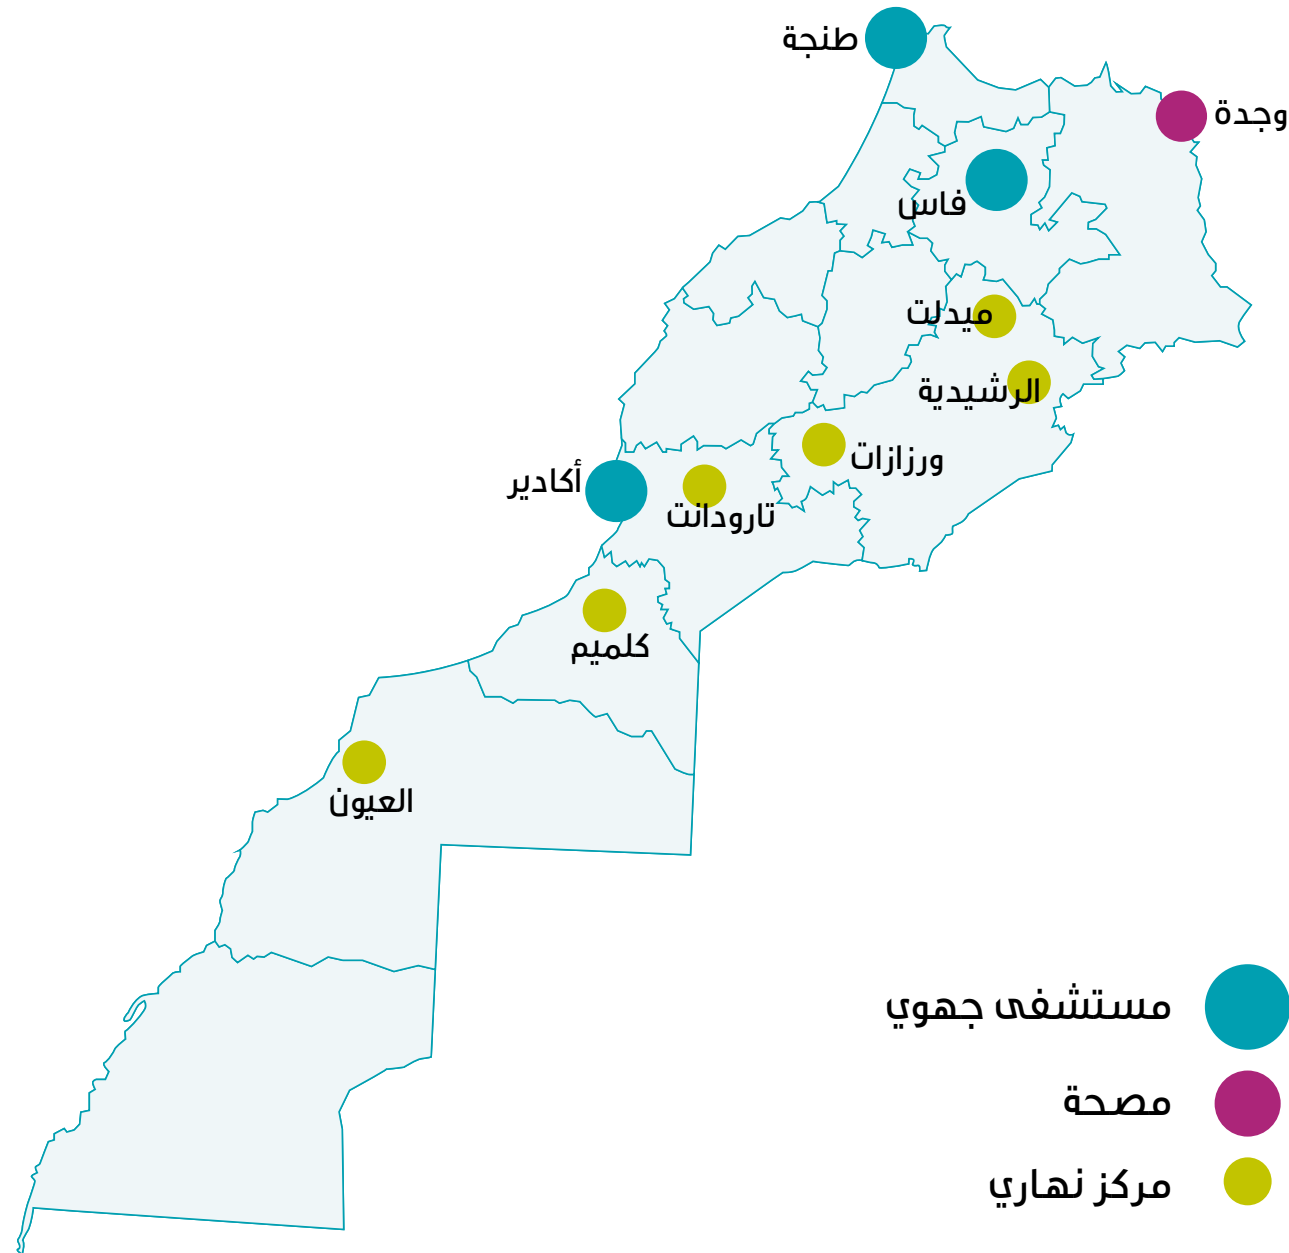 طنجة
وجدة
فاس
ميدلت
الرشيدية
ورزازات
أكادير
تارودانت
كلميم
العيون
مستشفى جهوي
مصحة
مركز نهاري